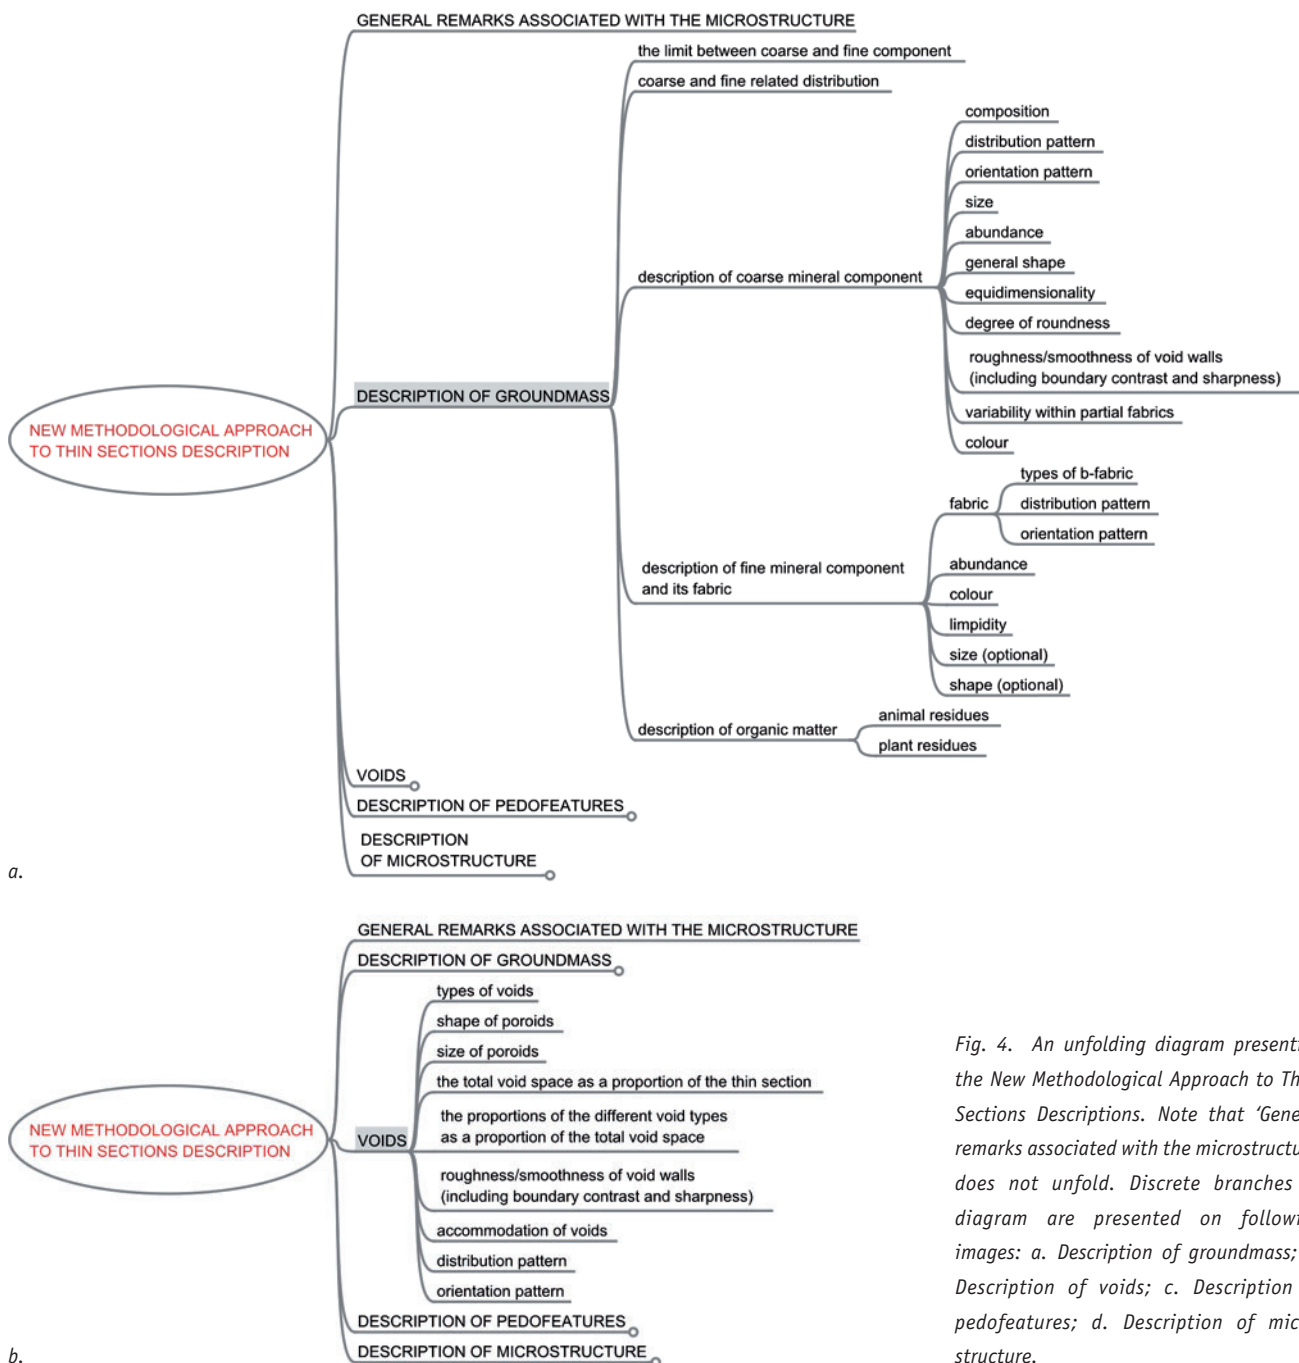 GENERAL REMARKS ASSOCIATED WITH THE MICROSTRUCTURE
the limit between coarse and fine component
coarse and fine related distribution
composition
distribution pattern
orientation pattern
size
abundance
description of coarse mineral component
general shape
equidimensionality
degree of roundness
roughness/smoothness of void walls
(including boundary contrast and sharpness)
variability within partial fabrics
colour
DESCRIPTION OF GROUNDMASS
NEW METHODOLOGICAL APPROACH
TO THIN SECTIONS DESCRIPTION
types of b-fabric
fabric
distribution pattern
orientation pattern
description of fine mineral component
and its fabric
abundance
colour
limpidity
size (optional)
shape (optional)
description of organic matter
animal residues
plant residues
VOIDS
DESCRIPTION OF PEDOFEATURES
DESCRIPTION
OF MICROSTRUCTURE
a.
GENERAL REMARKS ASSOCIATED WITH THE MICROSTRUCTURE
DESCRIPTION OF GROUNDMASS
types of voids
shape of poroids
size of poroids
the total void space as a proportion of the thin section
the proportions of the different void types
as a proportion of the total void space
NEW METHODOLOGICAL APPROACH
TO THIN SECTIONS DESCRIPTION
VOIDS
roughness/smoothness of void walls
(including boundary contrast and sharpness)
accommodation of voids
distribution pattern
orientation pattern
DESCRIPTION OF PEDOFEATURES
DESCRIPTION OF MICROSTRUCTURE
b.
Fig. 4. An unfolding diagram
the New Methodological Approach to
Sections Descriptions. Note that
remarks associated with the
does not unfold. Discrete branches
diagram are presented on
images: a. Description of groundmass;
Description of voids; c. Description
pedofeatures; d. Description of
structure.